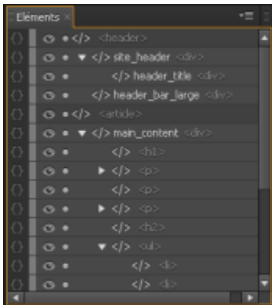 Elements ×
{} </> <header>
{} </> site_header <div>
{} </> header_title <div>
{} </> header_bar_large <div>
{} </> <article>
{} </> main_content <div>
{} </> <h1>
{} </> <p>
{} </> <p>
{} </> <p>
{} </> <h2>
{} </> <ul>
{} </> <li>
{} </> <li>